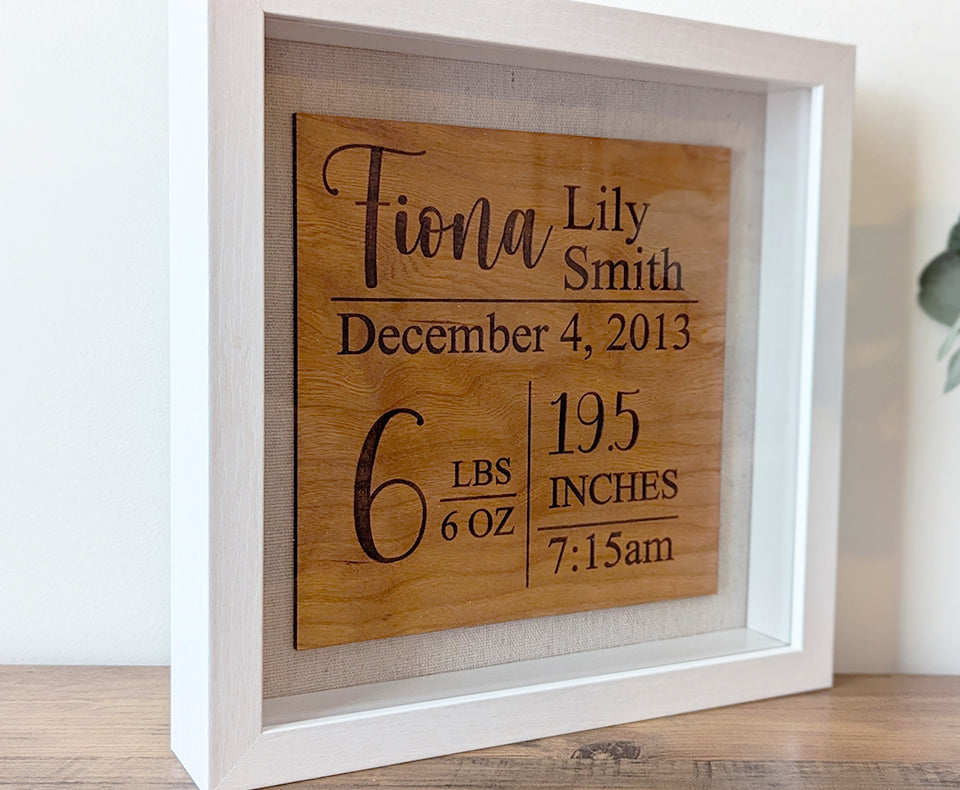 Fiona Lily
Smith
December 4, 2013
6 LBS
6 OZ
19.5
INCHES
7:15am